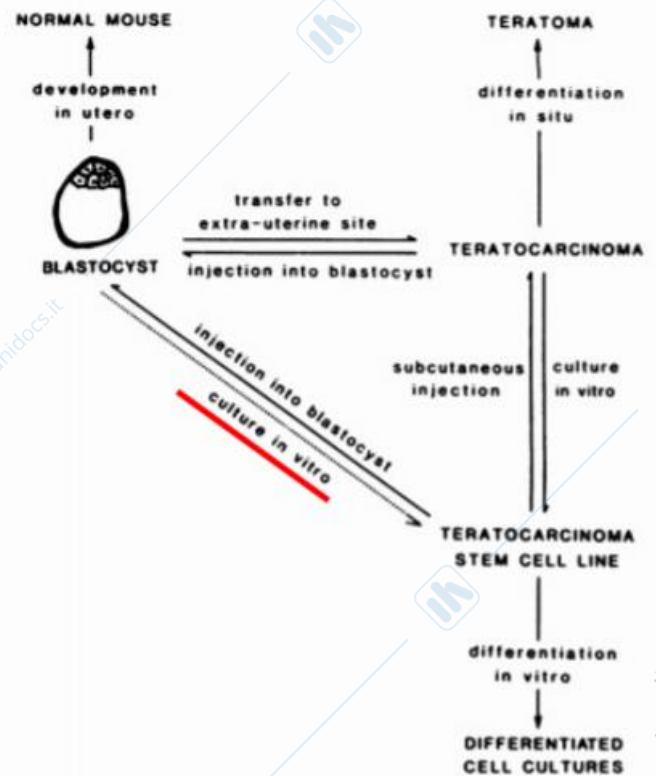 NORMAL MOUSE
TERATOMA
development
in utero
differentiation
in situ
transfer to
extra-uterine site
BLASTOCYST
injection into blastocyst
TERATOCARCINOMA
injection into blastocyst
culture in vitro
subcutaneous
injection
culture
in vitro
TERATOCARCINOMA
STEM CELL LINE
differentiation
in vitro
DIFFERENTIATED
CELL CULTURES